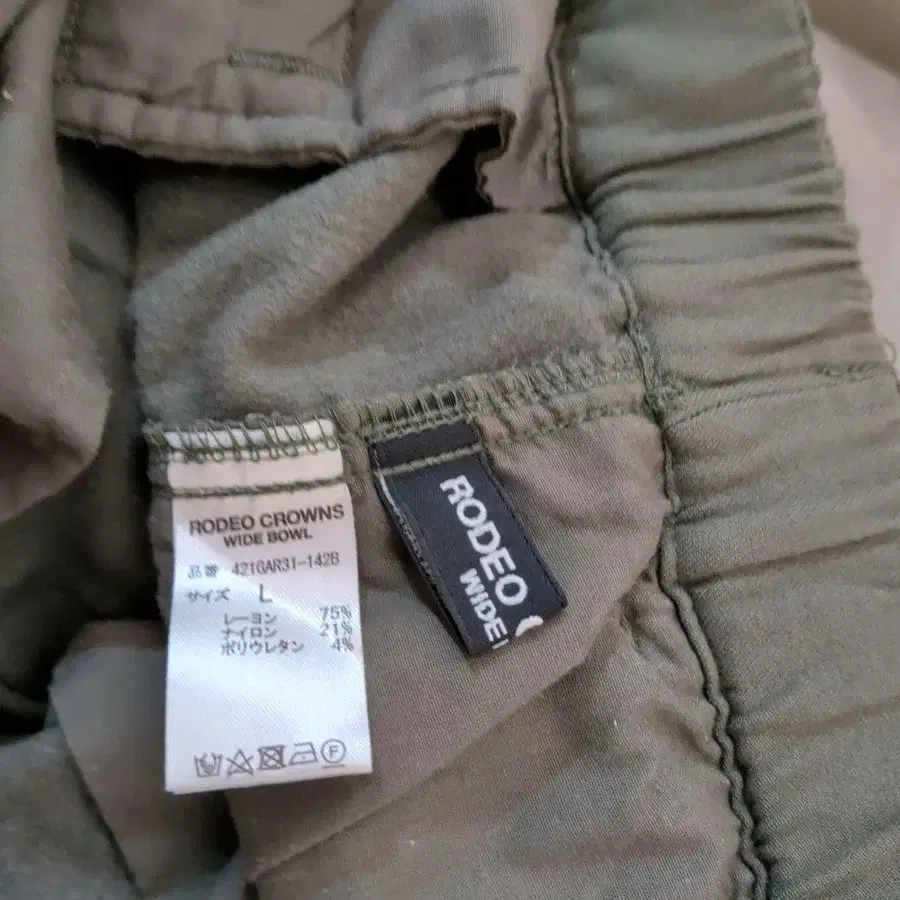 RODEO CROWNS
WIDE BOWL
品番 421GAR31-142B
サイズ L
レーヨン 75%
ナイロン 21%
ポリウレタン 4%
F
RODEO
WIDE